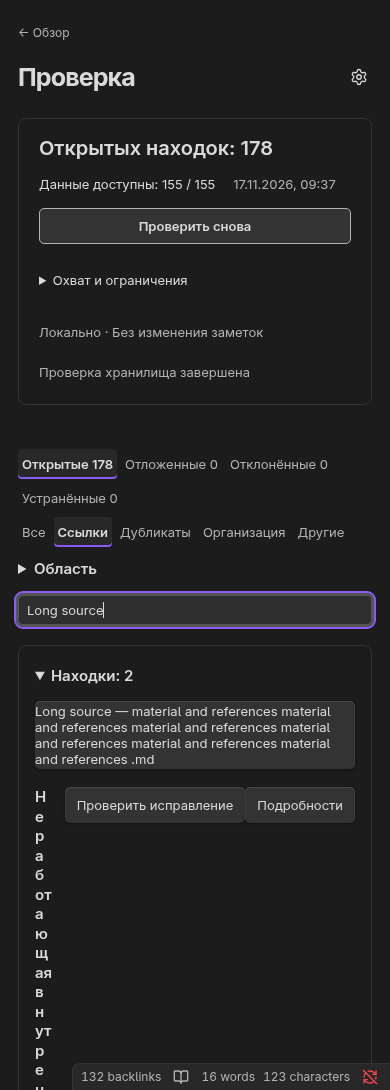 ← Обзор
Проверка
Открытых находок: 178
Данные доступны: 155 / 155 17.11.2026, 09:37
Проверить снова
Охват и ограничения
Локально · Без изменения заметок
Проверка хранилища завершена
Открытые 178 Отложенные 0 Отклонённые 0
Устранённые 0
Все Ссылки Дубликаты Организация Другие
Область
Long source
Находки: 2
Long source — material and references material
and references material and references material
and references material and references material
and references .md
Проверить исправление Подробности
Н
е
р
а
б
от
а
ю
щ
ая
в
н
ут
р
е
132 backlinks 16 words 123 characters